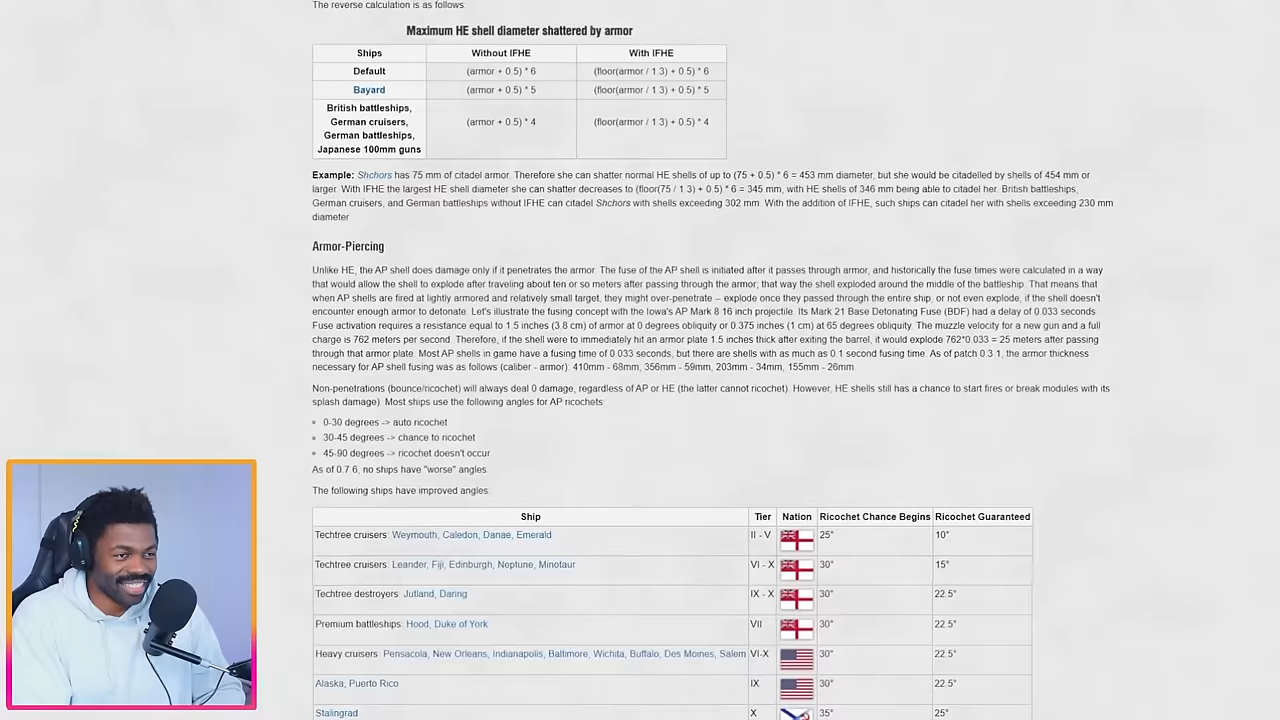 The reverse calculation is as follows
Maximum HE shell diameter shattered by armor
Ships Without IFHE With IFHE
Default (armor + 0.5) * 6 (floor(armor / 1.3) + 0.5) * 6
Bayard (armor + 0.5) * 5 (floor(armor / 1.3) + 0.5) * 5
British battleships,
German cruisers,
German battleships,
Japanese 100mm guns
(armor + 0.5) * 4 (floor(armor / 1.3) + 0.5) * 4
Example: Shchors has 75 mm of citadel armor. Therefore she can shatter normal HE shells of up to (75 + 0.5) * 6 = 453 mm diameter, but she would be citadelled by shells of 454 mm or
larger. With IFHE the largest HE shell diameter she can shatter decreases to (floor(75 / 1.3) + 0.5) * 6 = 345 mm, with HE shells of 346 mm being able to citadel her. British battleships,
German cruisers, and German battleships without IFHE can citadel Shchors with shells exceeding 302 mm. With the addition of IFHE, such ships can citadel her with shells exceeding 230 mm
diameter
Armor-Piercing
Unlike HE, the AP shell does damage only if it penetrates the armor. The fuse of the AP shell is initiated after it passes through armor, and historically the fuse times were calculated in a way
that would allow the shell to explode after traveling about ten or so meters after passing through the armor; that way the shell exploded around the middle of the battleship. That means that
when AP shells are fired at lightly armored and relatively small target, they might over-penetrate – explode once they passed through the entire ship, or not even explode, if the shell doesn't
encounter enough armor to detonate. Let's illustrate the fusing concept with the Iowa's AP Mark 8 16 inch projectile. Its Mark 21 Base Detonating Fuse (BDF) had a delay of 0.033 seconds
Fuse activation requires a resistance equal to 1.5 inches (3.8 cm) of armor at 0 degrees obliquity or 0.375 inches (1 cm) at 65 degrees obliquity. The muzzle velocity for a new gun and a full
charge is 762 meters per second. Therefore, if the shell were to immediately hit an armor plate 1.5 inches thick after exiting the barrel, it would explode 762*0.033 = 25 meters after passing
through that armor plate. Most AP shells in game have a fusing time of 0.033 seconds, but there are shells with as much as 0.1 second fusing time. As of patch 0.3.1, the armor thickness
necessary for AP shell fusing was as follows (caliber - armor). 410mm - 68mm, 356mm - 59mm, 203mm - 34mm, 155mm - 26mm
Non-penetrations (bounce/ricochet) will always deal 0 damage, regardless of AP or HE (the latter cannot ricochet). However, HE shells still has a chance to start fires or break modules with its
splash damage). Most ships use the following angles for AP ricochets:
0-30 degrees -> auto ricochet
30-45 degrees -> chance to ricochet
45-90 degrees -> ricochet doesn't occur
As of 0.7.6, no ships have "worse" angles.
The following ships have improved angles:
Ship Tier Nation Ricochet Chance Begins Ricochet Guaranteed
Techtree cruisers: Weymouth, Caledon, Danae, Emerald II - V 25° 10°
Techtree cruisers: Leander, Fiji, Edinburgh, Neptune, Minotaur VI - X 30° 15°
Techtree destroyers: Jutland, Daring IX - X 30° 22.5°
Premium battleships: Hood, Duke of York VII 30° 22.5°
Heavy cruisers: Pensacola, New Orleans, Indianapolis, Baltimore, Wichita, Buffalo, Des Moines, Salem VI-X 30° 22.5°
Alaska, Puerto Rico IX 30° 22.5°
Stalingrad X 35° 25°